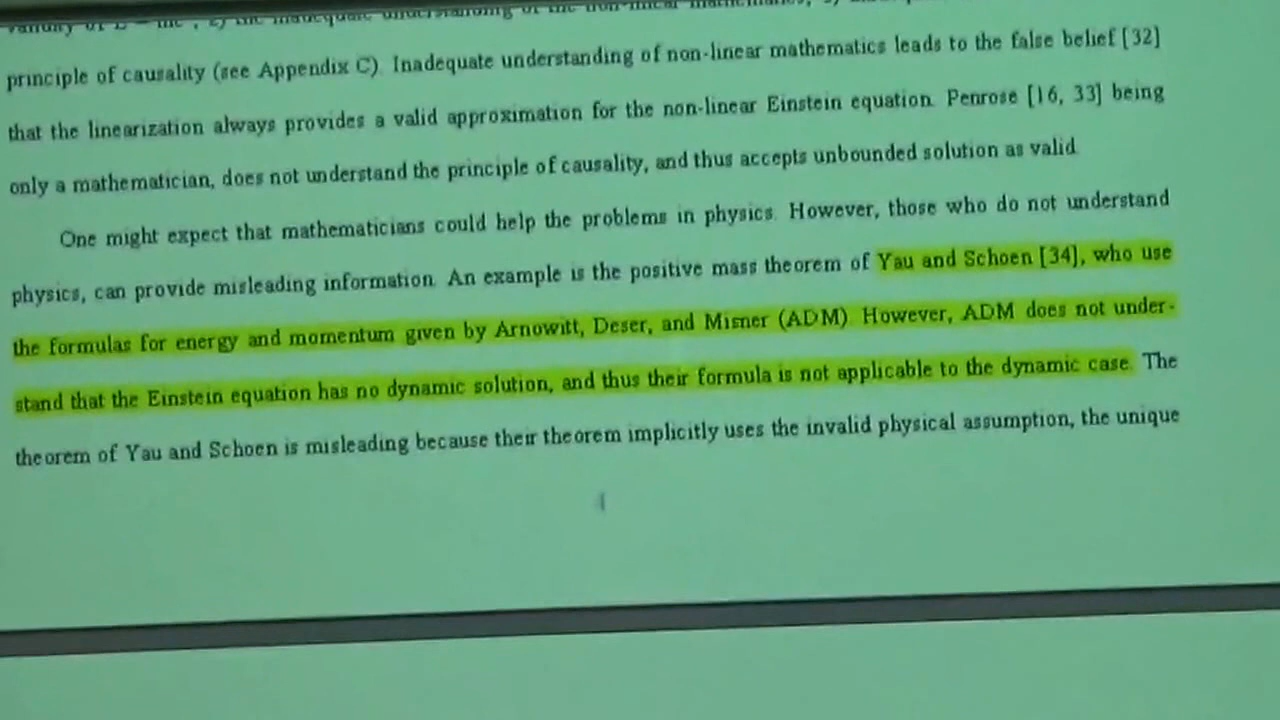 principle of causality (see Appendix C). Inadequate understanding of non-linear mathematics leads to the false belief [32]
that the linearization always provides a valid approximation for the non-linear Einstein equation. Penrose [16, 33] being
only a mathematician, does not understand the principle of causality, and thus accepts unbounded solution as valid.
One might expect that mathematicians could help the problems in physics. However, those who do not understand
physics, can provide misleading information. An example is the positive mass theorem of Yau and Schoen [34], who use
the formulas for energy and momentum given by Arnowitt, Deser, and Misner (ADM). However, ADM does not under-
stand that the Einstein equation has no dynamic solution, and thus their formula is not applicable to the dynamic case. The
theorem of Yau and Schoen is misleading because their theorem implicitly uses the invalid physical assumption, the unique